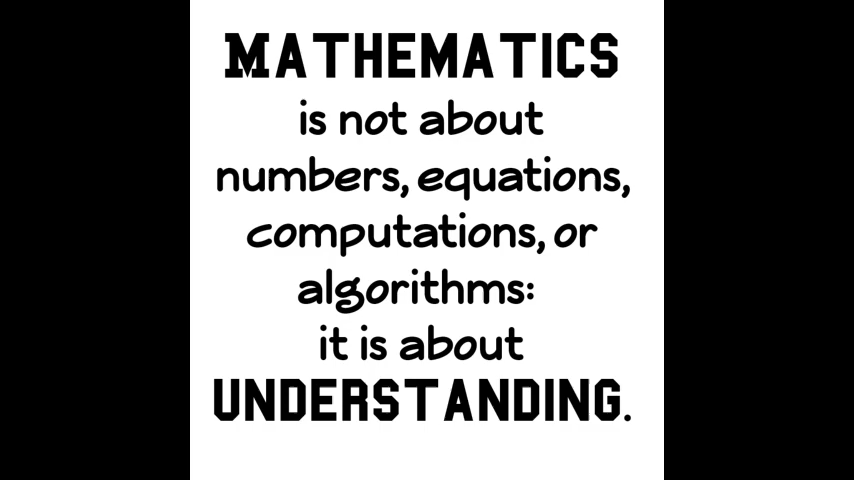 MATHEMATICS
is not about
numbers, equations,
computations, or
algorithms:
it is about
UNDERSTANDING.